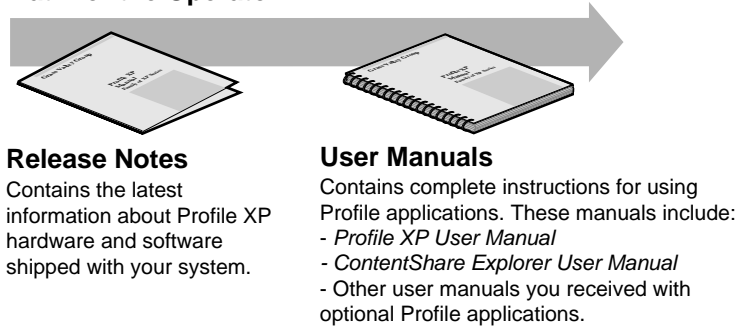 Release Notes
Contains the latest
information about Profile XP
hardware and software
shipped with your system.
User Manuals
Contains complete instructions for using
Profile applications. These manuals include:
- Profile XP User Manual
- ContentShare Explorer User Manual
- Other user manuals you received with
optional Profile applications.